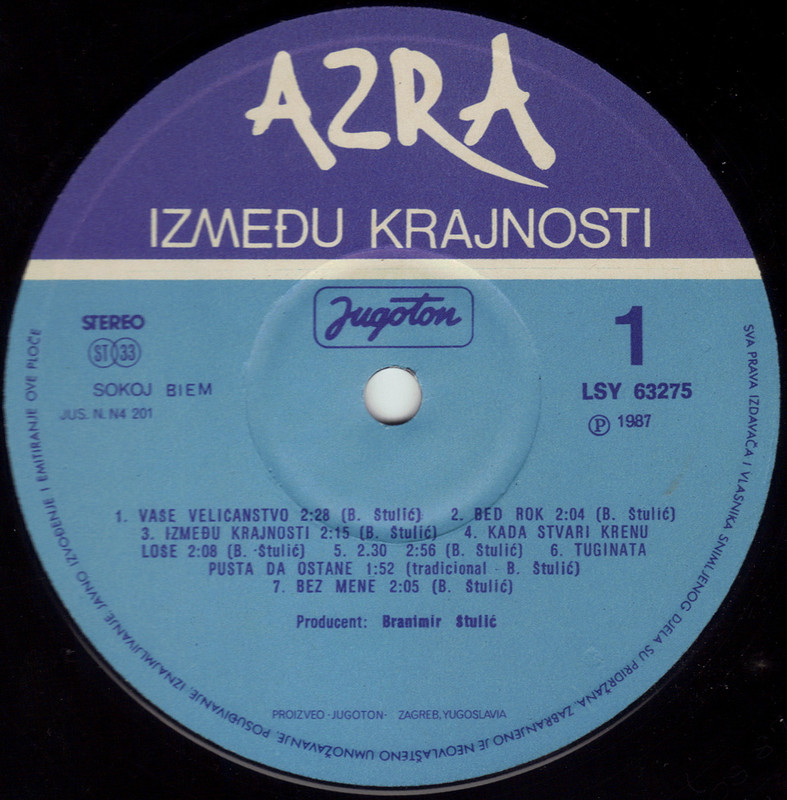 AZRA
IZMEĐU KRAJNOSTI
Jugoton
STEREO
ST 33
SOKOJ BIEM
JUS. N. N4 201
1
LSY 63275
Ⓟ 1987
1. VAŠE VELICANSTVO 2:28 (B. Štulić) 2. BED ROK 2:04 (B. Štulić)
3. IZMEĐU KRAJNOSTI 2:15 (B. Štulić) 4. KADA STVARI KRENU
LOŠE 2:08 (B. -Štulić) 5. 2.30 2:56 (B. Štulić) 6. TUGINATA
PUSTA DA OSTANE 1:52 (tradicional - B. Štulić)
7. BEZ MENE 2:05 (B. Štulić)
Producent: Branimir Štulić
PROIZVEO -JUGOTON- ZAGREB, YUGOSLAVIA
SVA PRAVA IZDAVAČA I VLASNIKA SNIMLJENOG DJELA SU PRIDRŽANA. ZABRANJENO JE NEOVLAŠTENO UMNOŽAVANJE, POSUĐIVANJE, IZNAJMLJIVANJE, JAVNO IZVOĐENJE I EMITIRANJE OVE PLOČE